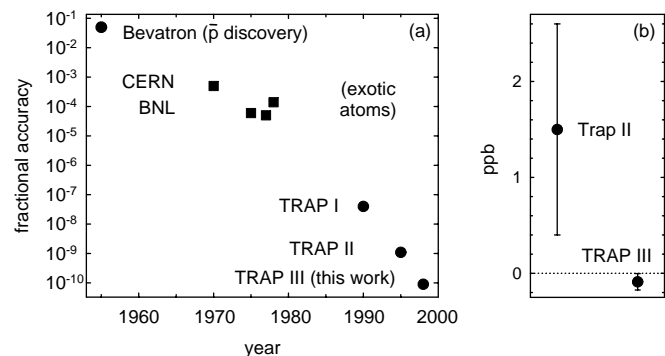 (a)
Bevatron (p̄ discovery)
CERN
BNL
(exotic
atoms)
TRAP I
TRAP II
TRAP III (this work)
10⁻¹
10⁻²
10⁻³
10⁻⁴
10⁻⁵
10⁻⁶
10⁻⁷
10⁻⁸
10⁻⁹
10⁻¹⁰
fractional accuracy
1960 1970 1980 1990 2000
year
(b)
2
1
0
ppb
Trap II
TRAP III